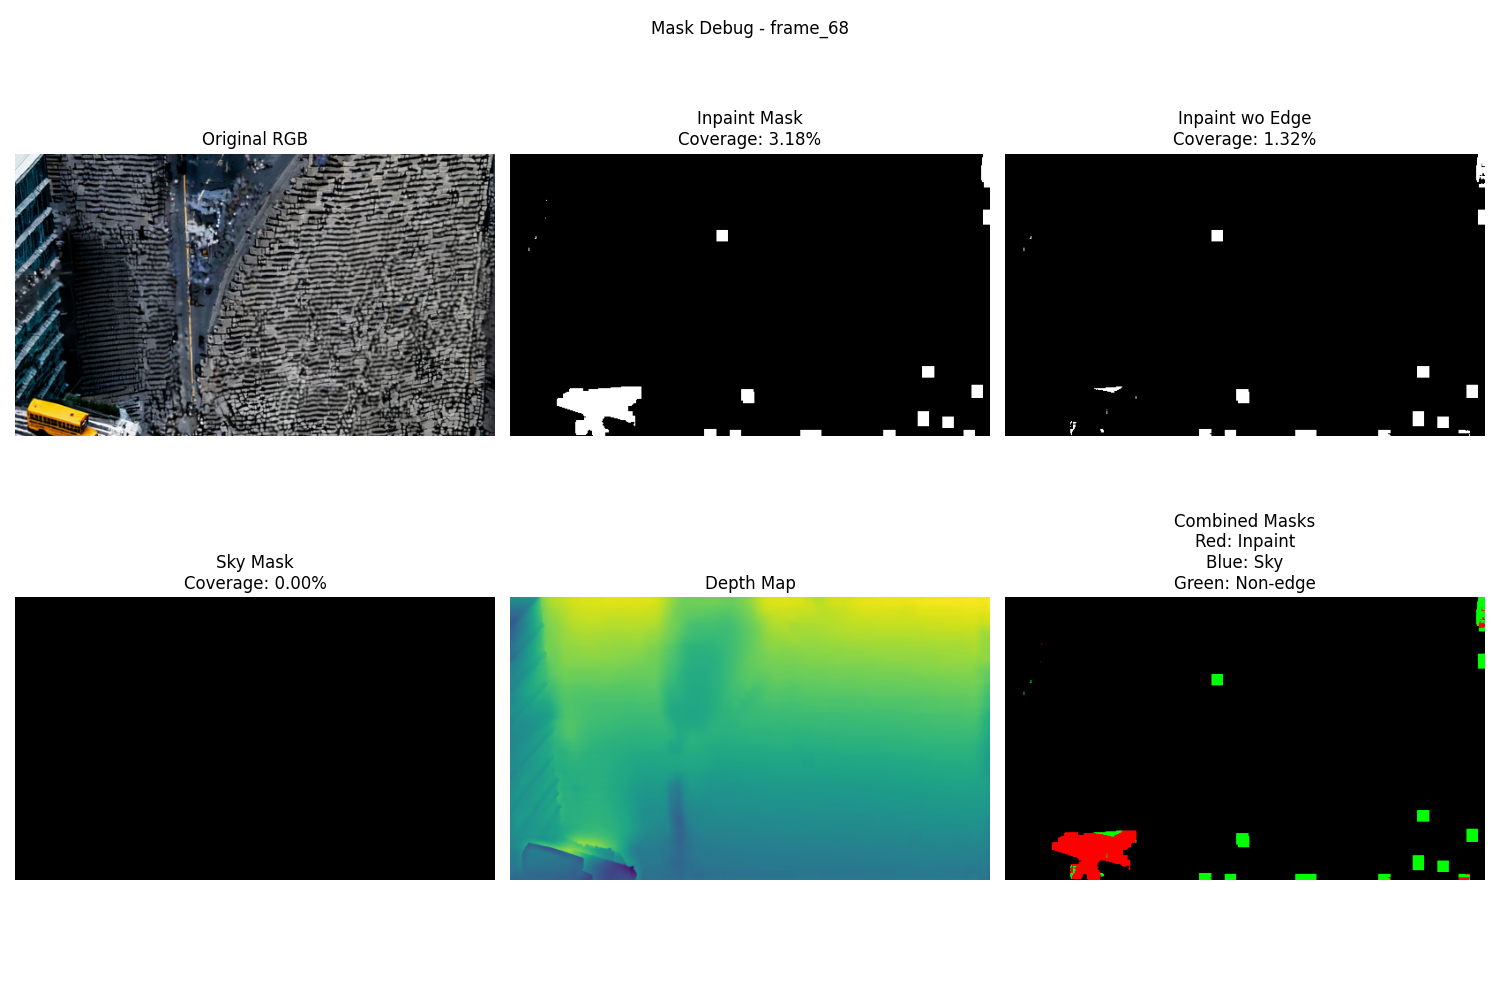 Mask Debug - frame_68
Original RGB
Inpaint Mask
Coverage: 3.18%
Inpaint wo Edge
Coverage: 1.32%
Sky Mask
Coverage: 0.00%
Depth Map
Combined Masks
Red: Inpaint
Blue: Sky
Green: Non-edge